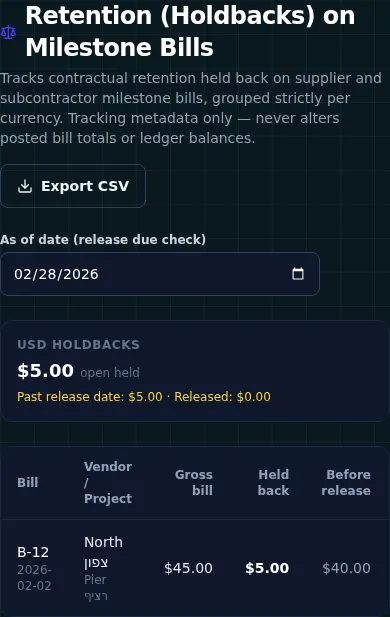 Retention (Holdbacks) on
Milestone Bills
Tracks contractual retention held back on supplier and
subcontractor milestone bills, grouped strictly per
currency. Tracking metadata only — never alters
posted bill totals or ledger balances.
Export CSV
As of date (release due check)
02/28/2026
USD HOLDBACKS
$5.00 open held
Past release date: $5.00 · Released: $0.00
Bill
Vendor
/
Project
Gross
bill
Held
back
Before
release
B-12
2026-
02-02
North
צפון
Pier
רציף
$45.00
$5.00
$40.00